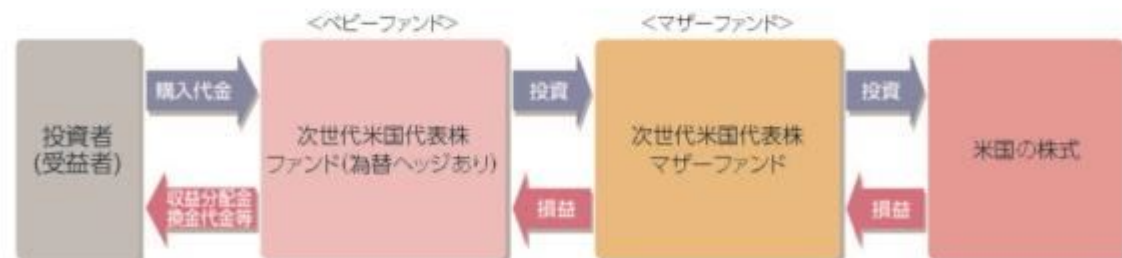 <ベビーファンド>
<マザーファンド>
購入代金
投資
投資
投資者
(受益者)
次世代米国代表株
ファンド(為替ヘッジあり)
次世代米国代表株
マザーファンド
米国の株式
収益分配金
換金代金等
損益
損益